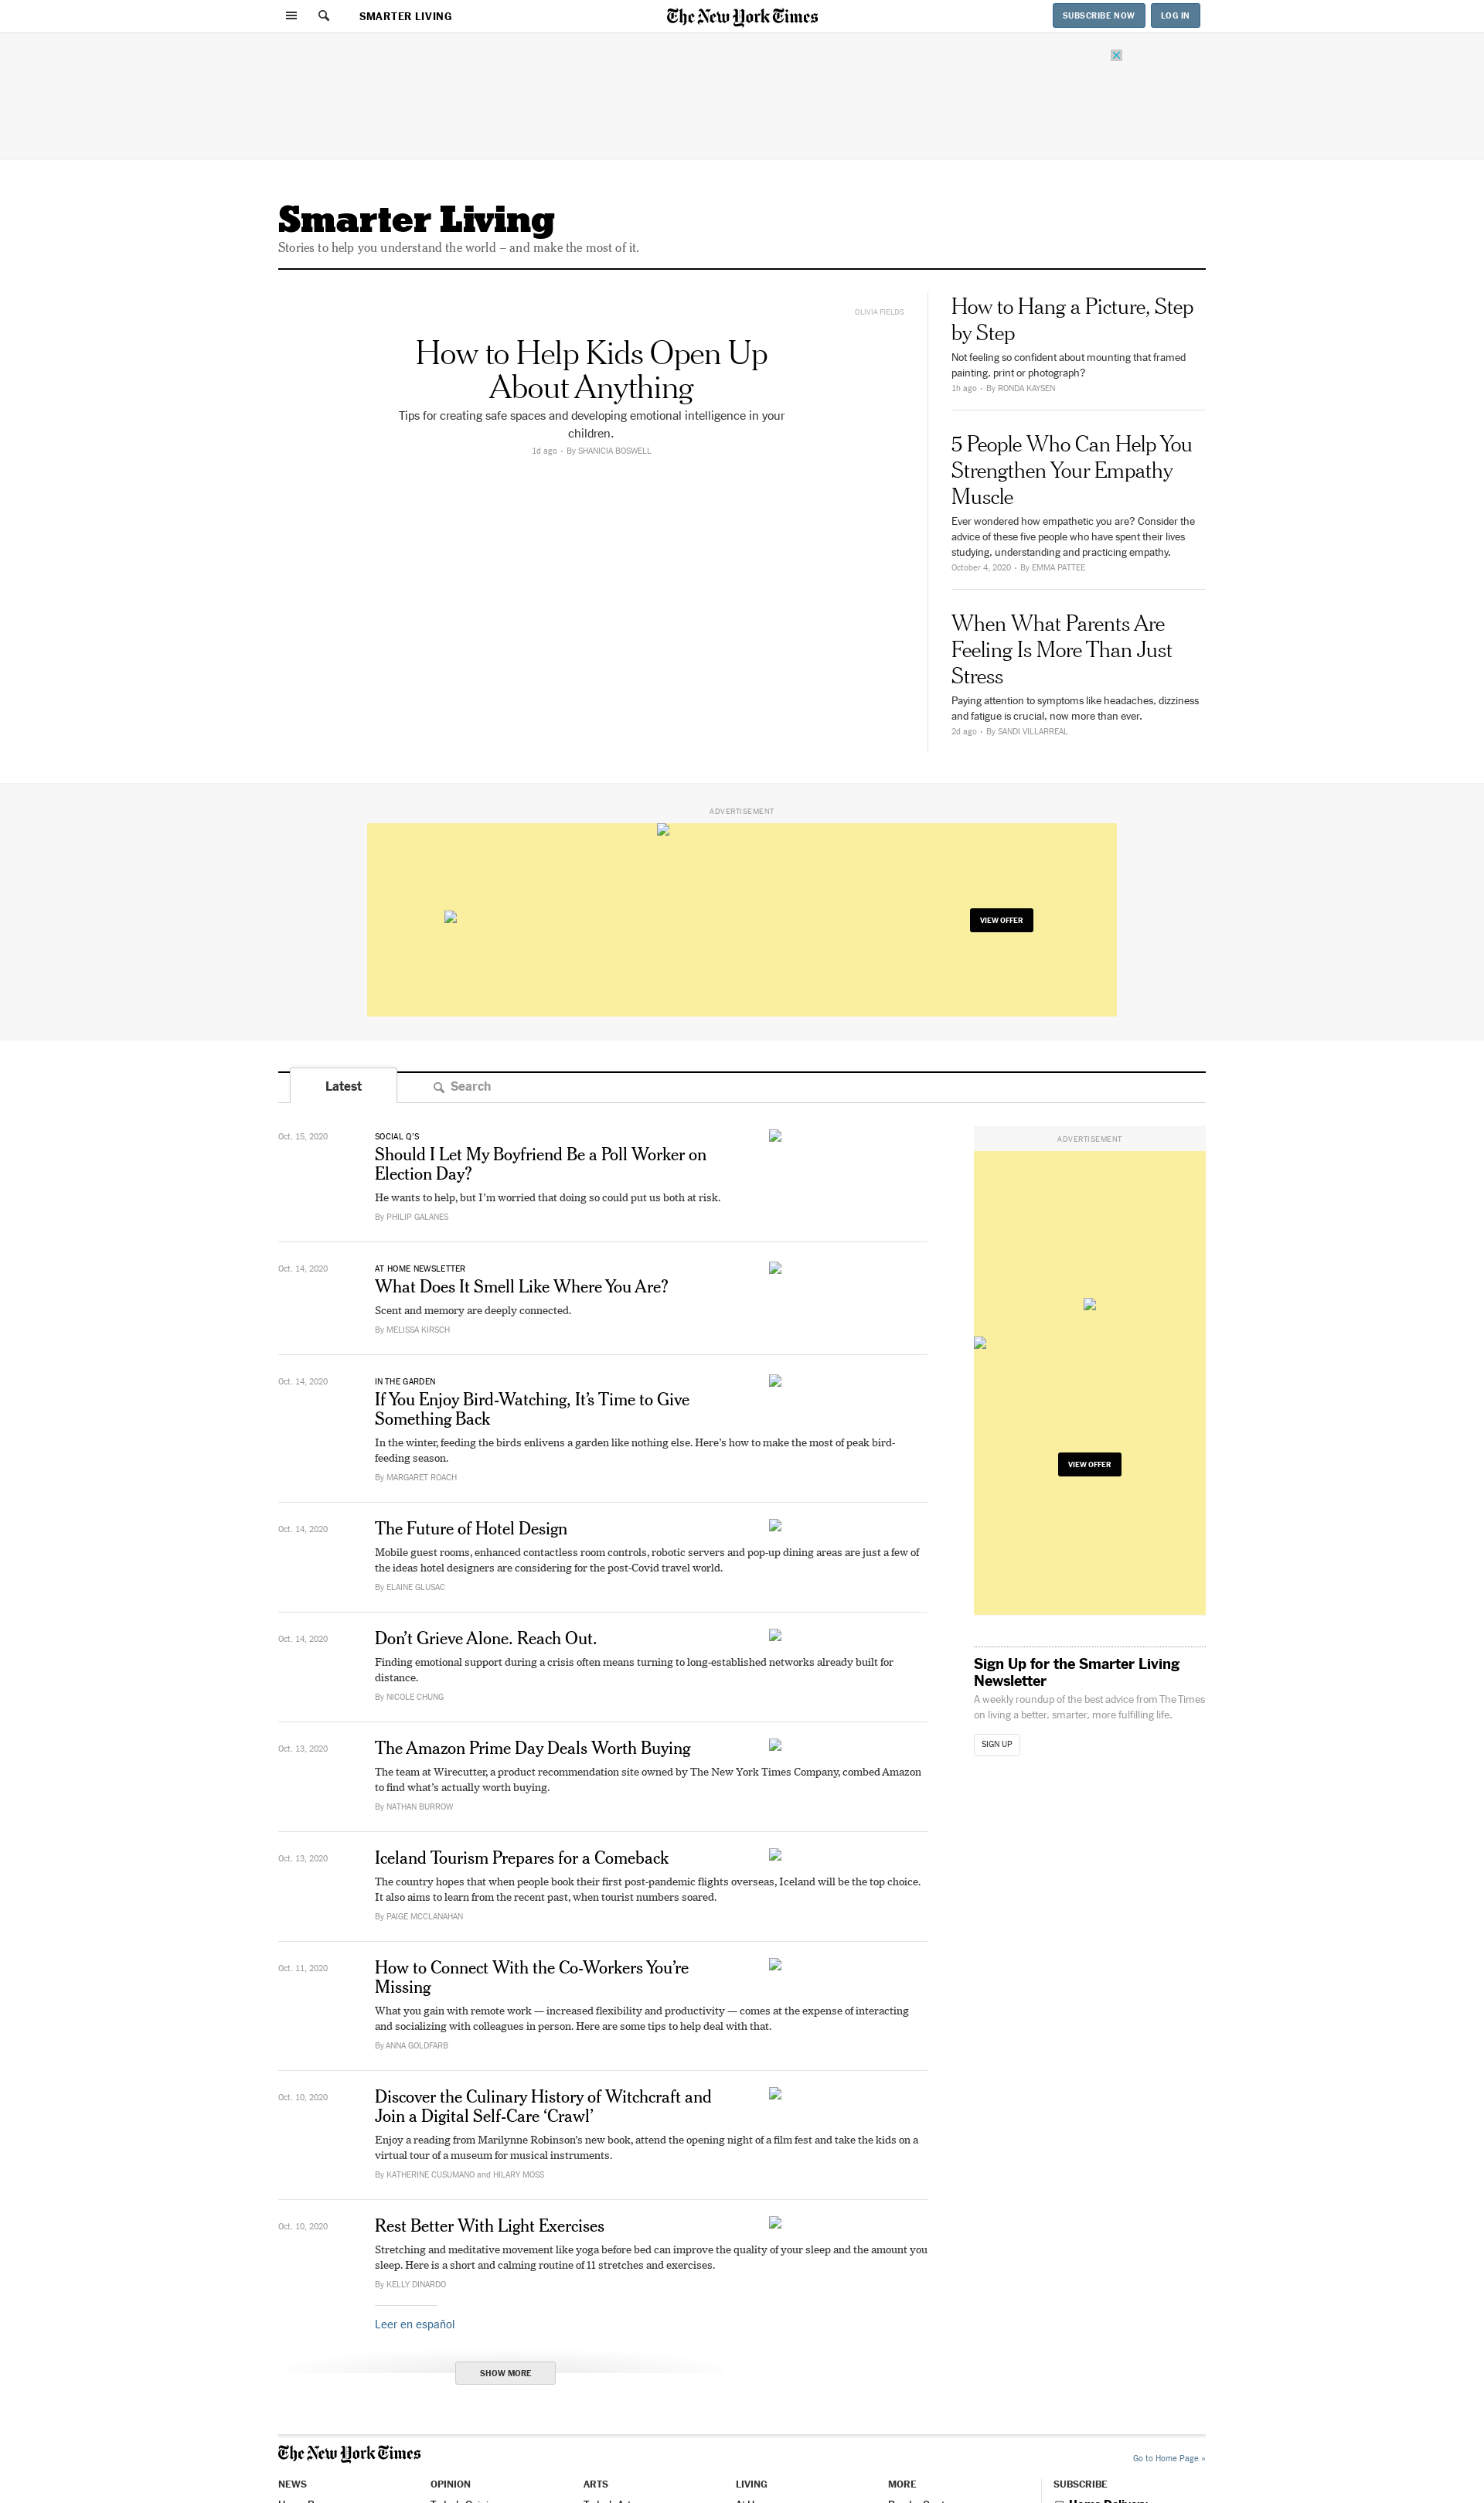 SMARTER LIVING
The New York Times
SUBSCRIBE NOW
LOG IN
Smarter Living
Stories to help you understand the world – and make the most of it.
OLIVIA FIELDS
How to Help Kids Open Up
About Anything
Tips for creating safe spaces and developing emotional intelligence in your
children.
1d ago • By SHANICIA BOSWELL
How to Hang a Picture, Step
by Step
Not feeling so confident about mounting that framed
painting, print or photograph?
1h ago • By RONDA KAYSEN
5 People Who Can Help You
Strengthen Your Empathy
Muscle
Ever wondered how empathetic you are? Consider the
advice of these five people who have spent their lives
studying, understanding and practicing empathy.
October 4, 2020 • By EMMA PATTEE
When What Parents Are
Feeling Is More Than Just
Stress
Paying attention to symptoms like headaches, dizziness
and fatigue is crucial, now more than ever.
2d ago • By SANDI VILLARREAL
ADVERTISEMENT
VIEW OFFER
Latest
Search
Oct. 15, 2020
SOCIAL Q’S
Should I Let My Boyfriend Be a Poll Worker on
Election Day?
He wants to help, but I’m worried that doing so could put us both at risk.
By PHILIP GALANES
Oct. 14, 2020
AT HOME NEWSLETTER
What Does It Smell Like Where You Are?
Scent and memory are deeply connected.
By MELISSA KIRSCH
Oct. 14, 2020
IN THE GARDEN
If You Enjoy Bird-Watching, It’s Time to Give
Something Back
In the winter, feeding the birds enlivens a garden like nothing else. Here’s how to make the most of peak bird-
feeding season.
By MARGARET ROACH
Oct. 14, 2020
The Future of Hotel Design
Mobile guest rooms, enhanced contactless room controls, robotic servers and pop-up dining areas are just a few of
the ideas hotel designers are considering for the post-Covid travel world.
By ELAINE GLUSAC
Oct. 14, 2020
Don’t Grieve Alone. Reach Out.
Finding emotional support during a crisis often means turning to long-established networks already built for
distance.
By NICOLE CHUNG
Oct. 13, 2020
The Amazon Prime Day Deals Worth Buying
The team at Wirecutter, a product recommendation site owned by The New York Times Company, combed Amazon
to find what’s actually worth buying.
By NATHAN BURROW
Oct. 13, 2020
Iceland Tourism Prepares for a Comeback
The country hopes that when people book their first post-pandemic flights overseas, Iceland will be the top choice.
It also aims to learn from the recent past, when tourist numbers soared.
By PAIGE MCCLANAHAN
Oct. 11, 2020
How to Connect With the Co-Workers You’re
Missing
What you gain with remote work — increased flexibility and productivity — comes at the expense of interacting
and socializing with colleagues in person. Here are some tips to help deal with that.
By ANNA GOLDFARB
Oct. 10, 2020
Discover the Culinary History of Witchcraft and
Join a Digital Self-Care ‘Crawl’
Enjoy a reading from Marilynne Robinson’s new book, attend the opening night of a film fest and take the kids on a
virtual tour of a museum for musical instruments.
By KATHERINE CUSUMANO and HILARY MOSS
Oct. 10, 2020
Rest Better With Light Exercises
Stretching and meditative movement like yoga before bed can improve the quality of your sleep and the amount you
sleep. Here is a short and calming routine of 11 stretches and exercises.
By KELLY DINARDO
Leer en español
SHOW MORE
ADVERTISEMENT
VIEW OFFER
Sign Up for the Smarter Living
Newsletter
A weekly roundup of the best advice from The Times
on living a better, smarter, more fulfilling life.
SIGN UP
The New York Times
Go to Home Page »
NEWS
OPINION
ARTS
LIVING
MORE
SUBSCRIBE